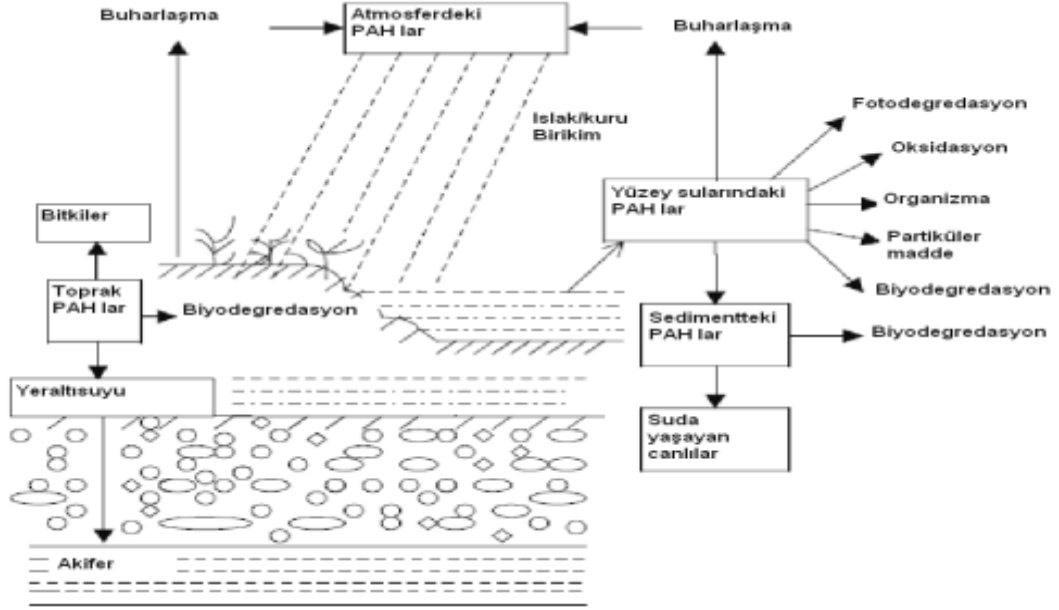 Buharlaşma
Atmosferdeki
PAH lar
Buharlaşma
Islak/kuru
Birikim
Fotodegredasyon
Oksidasyon
Yüzey sularındaki
PAH lar
Organizma
Partiküler
madde
Biyodegredasyon
Bitkiler
Toprak
PAH lar
Biyodegredasyon
Sedimentteki
PAH lar
Biyodegredasyon
Yeraltısuyu
Suda
yaşayan
canlılar
Akifer